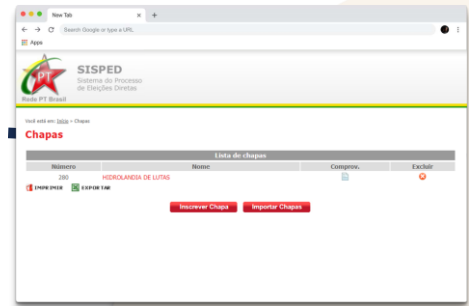 New Tab
Search Google or type a URL
Apps
PT
Rede PT Brasil
SISPED
Sistema do Processo
de Eleições Diretas
Você está em: Início > Chapas
Chapas
Lista de chapas
Número Nome Comprov. Excluir
280 HIDROLANDIA DE LUTAS
IMPRIMIR EXPORTAR
Inscrever Chapa Importar Chapas